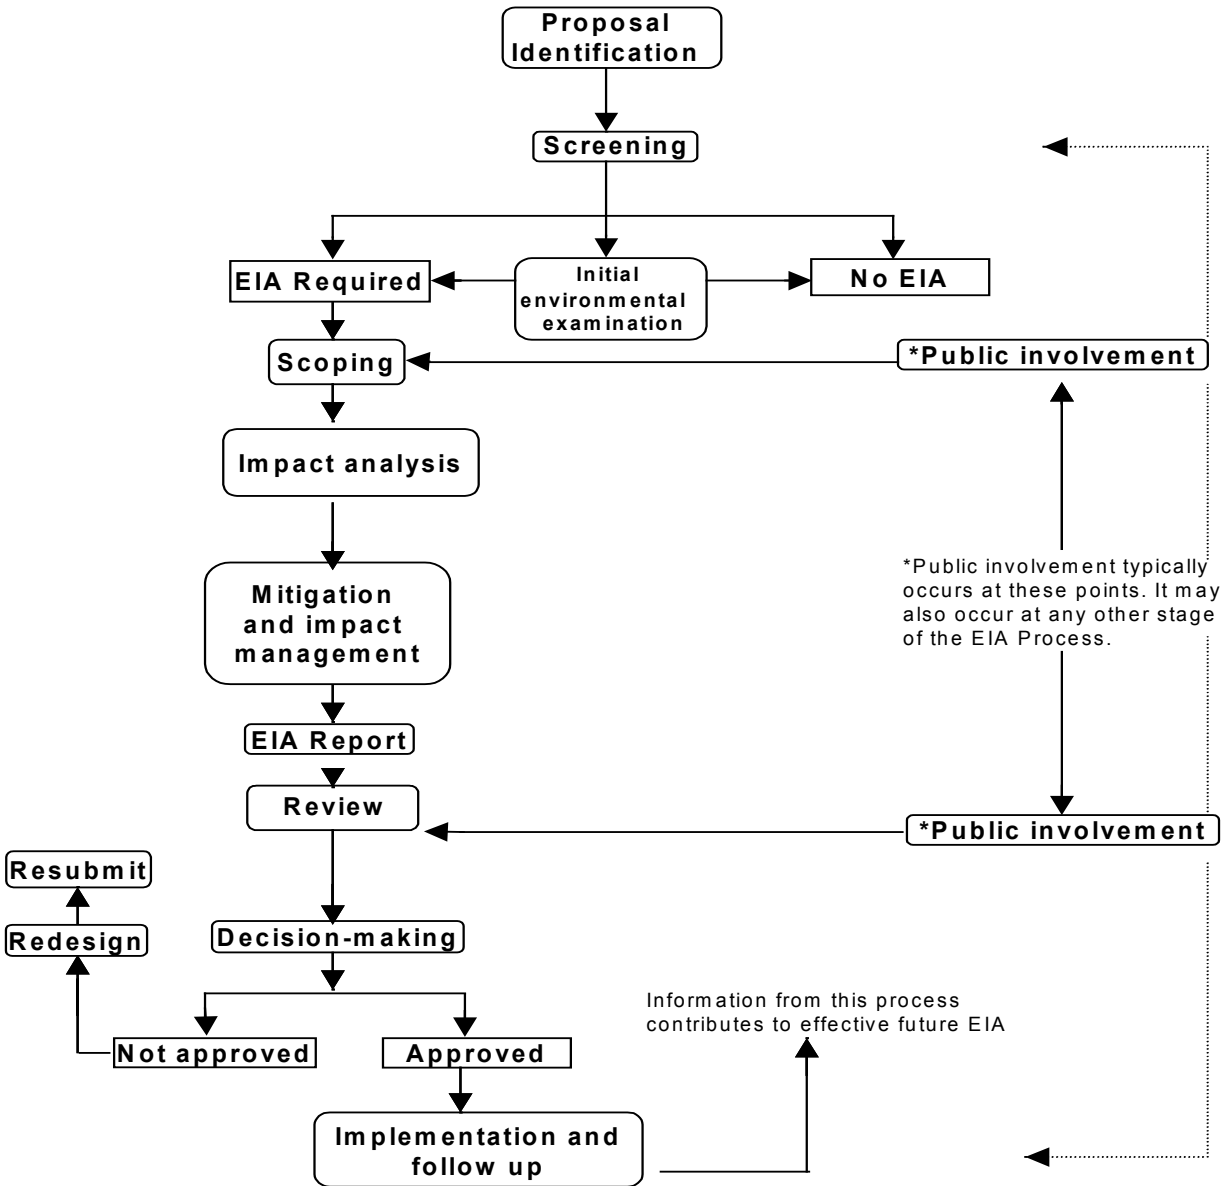 Proposal
Identification
Screening
EIA Required
Initial
environmental
examination
No EIA
Scoping
*Public involvement
Impact analysis
*Public involvement typically
occurs at these points. It may
also occur at any other stage
of the EIA Process.
Mitigation
and impact
management
EIA Report
Review
*Public involvement
Resubmit
Redesign
Decision-making
Information from this process
contributes to effective future EIA
Not approved
Approved
Implementation and
follow up